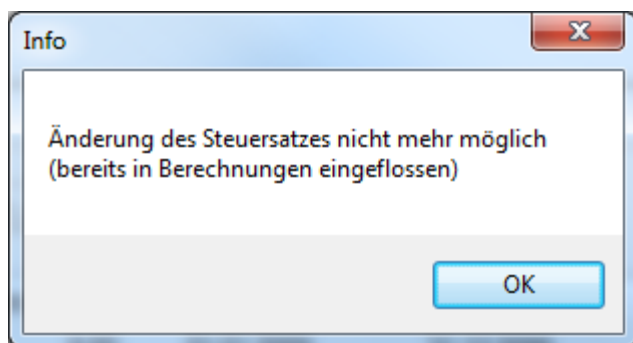 Info
Änderung des Steuersatzes nicht mehr möglich
(bereits in Berechnungen eingeflossen)
OK